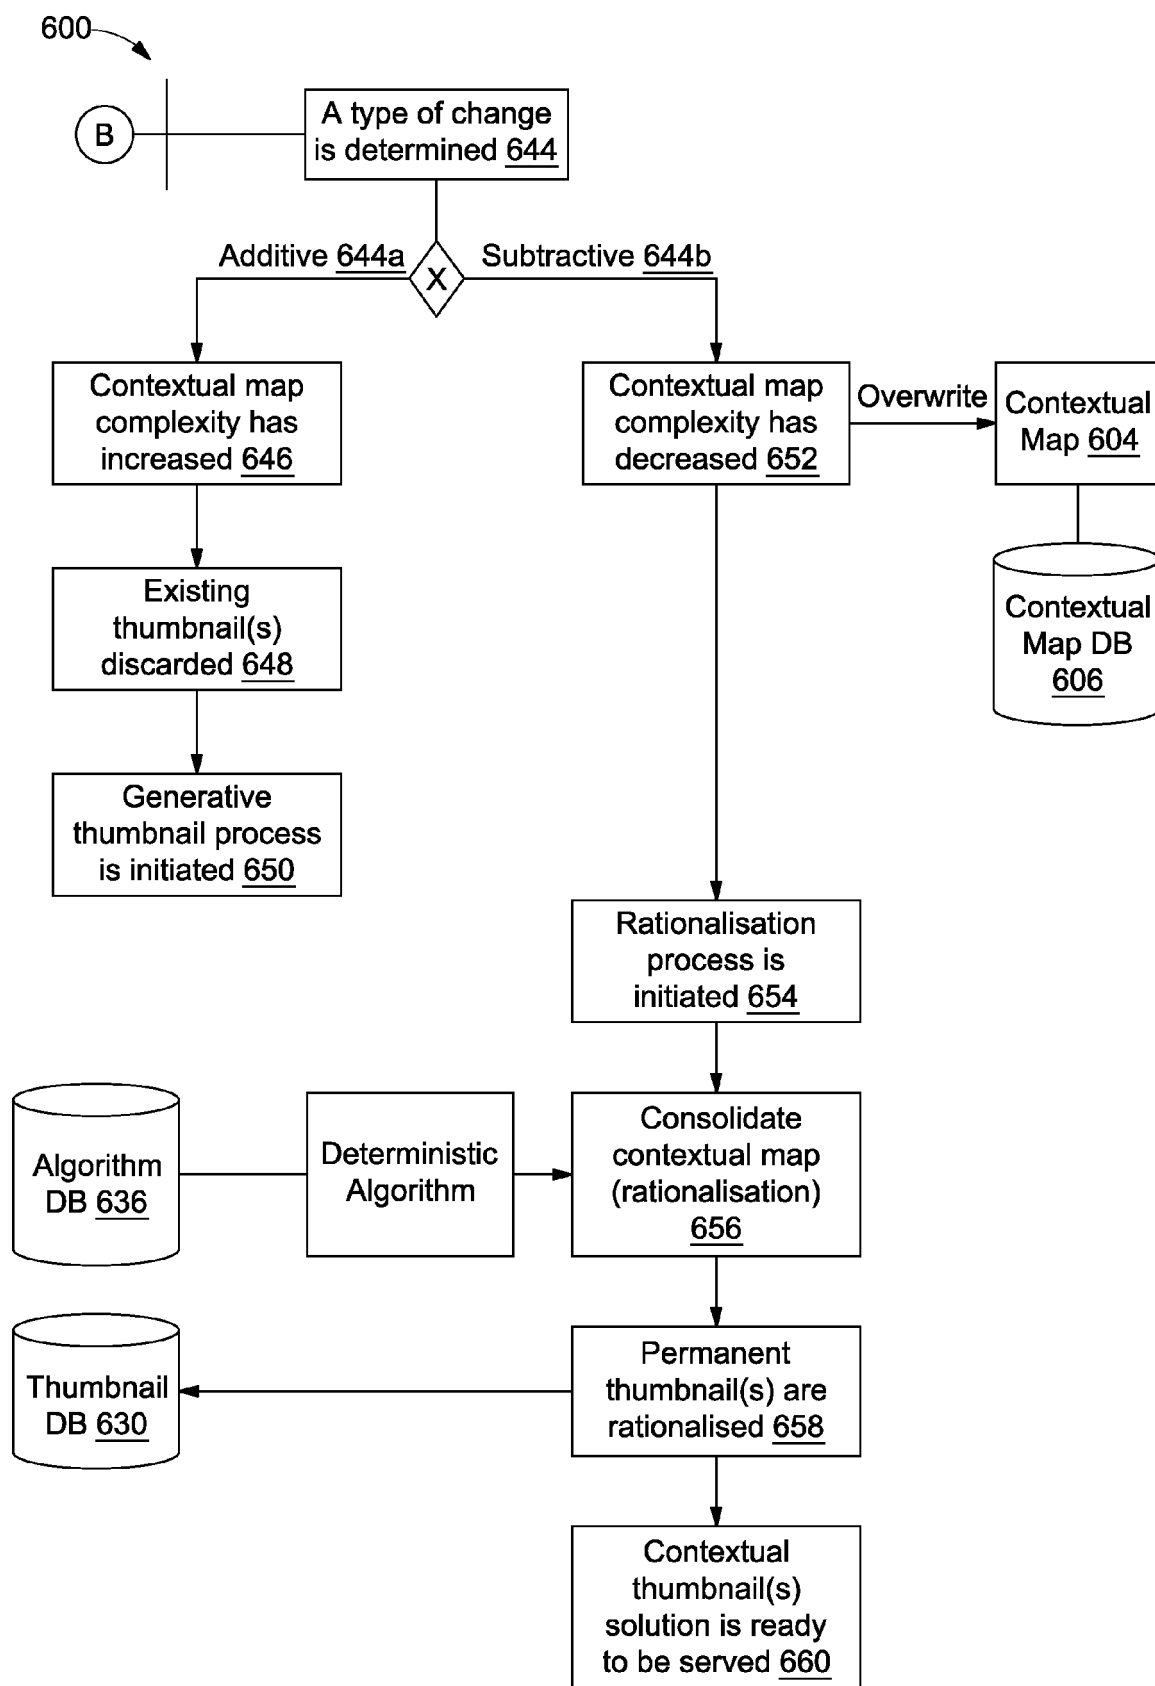 600
B
A type of change
is determined 644
Additive 644a
X
Subtractive 644b
Contextual map
complexity has
increased 646
Contextual map
complexity has
decreased 652
Overwrite
Contextual
Map 604
Existing
thumbnail(s)
discarded 648
Contextual
Map DB
606
Generative
thumbnail process
is initiated 650
Rationalisation
process is
initiated 654
Algorithm
DB 636
Deterministic
Algorithm
Consolidate
contextual map
(rationalisation)
656
Thumbnail
DB 630
Permanent
thumbnail(s) are
rationalised 658
Contextual
thumbnail(s)
solution is ready
to be served 660